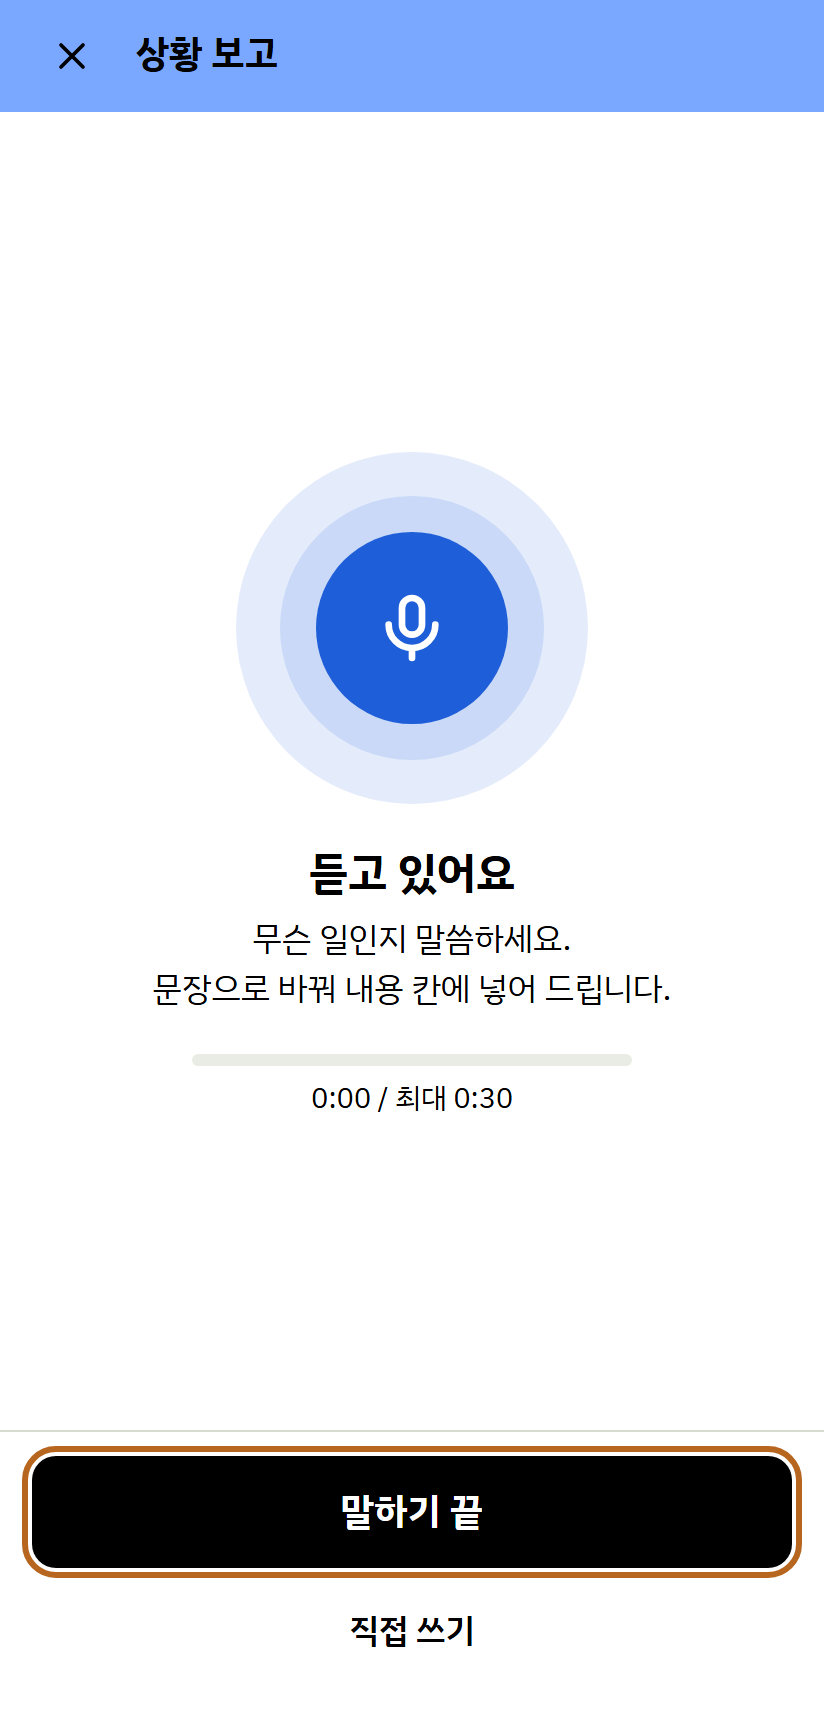 상황 보고
듣고 있어요
무슨 일인지 말씀하세요.
문장으로 바꿔 내용 칸에 넣어 드립니다.
0:00 / 최대 0:30
말하기 끝
직접 쓰기